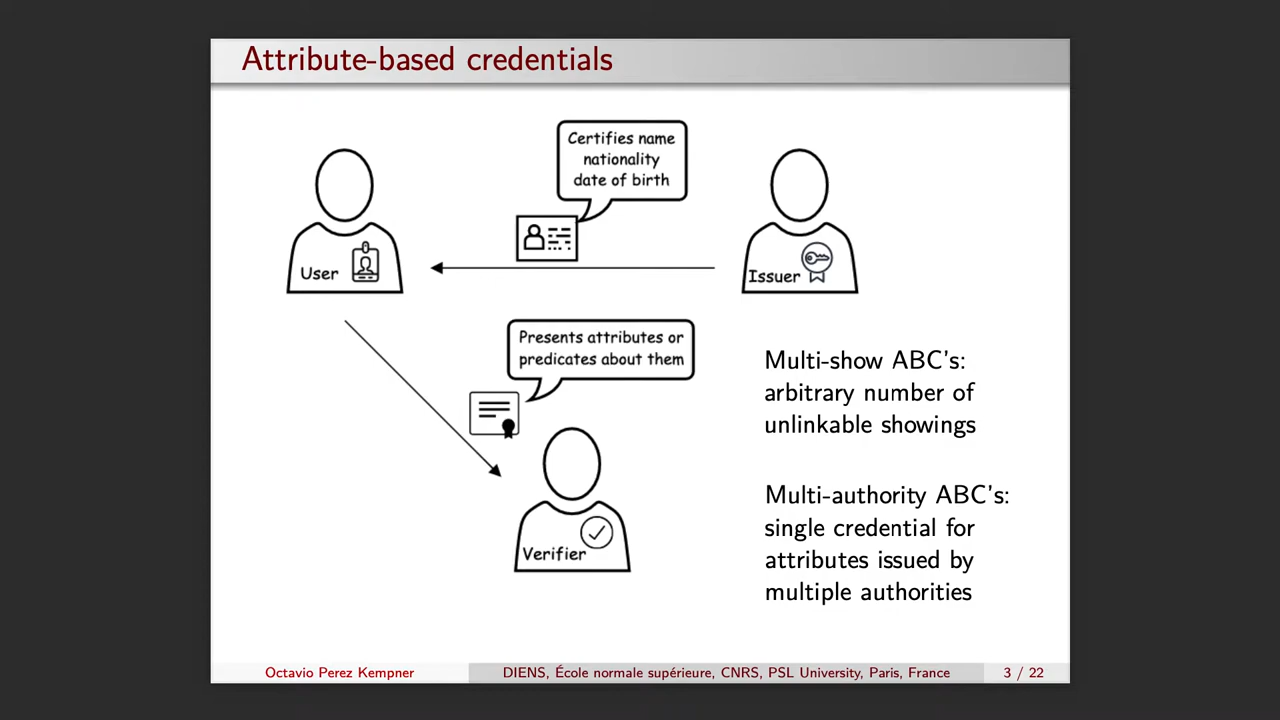 Attribute-based credentials
Certifies name
nationality
date of birth
User
Issuer
Presents attributes or
predicates about them
Verifier
Multi-show ABC's:
arbitrary number of
unlinkable showings
Multi-authority ABC's:
single credential for
attributes issued by
multiple authorities
Octavio Perez Kempner
DIENS, École normale supérieure, CNRS, PSL University, Paris, France
3 / 22